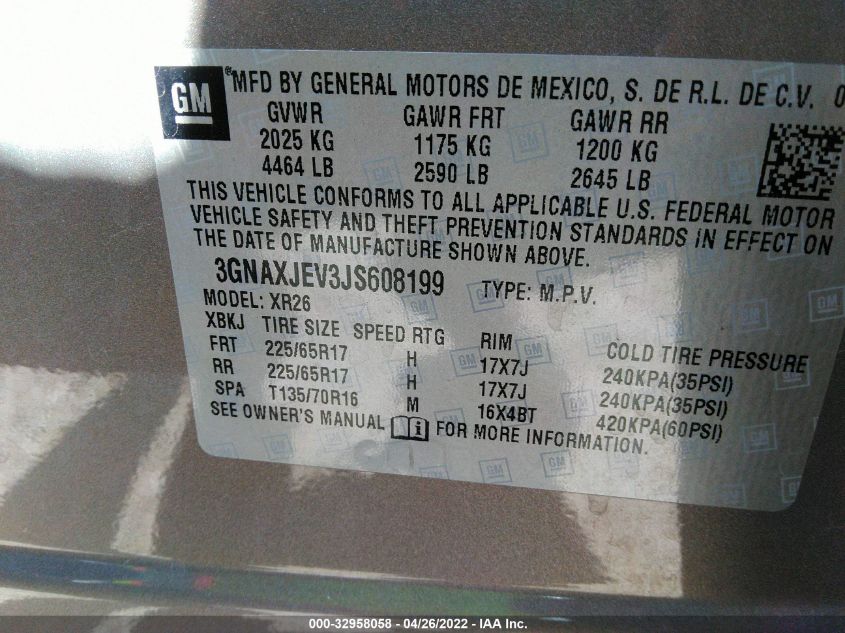 GM ® MFD BY GENERAL MOTORS DE MEXICO, S. DE R.L. DE C.V. 0
GVWR GAWR FRT GAWR RR
2025 KG 1175 KG 1200 KG
4464 LB 2590 LB 2645 LB
THIS VEHICLE CONFORMS TO ALL APPLICABLE U.S. FEDERAL MOTOR
VEHICLE SAFETY AND THEFT PREVENTION STANDARDS IN EFFECT ON
THE DATE OF MANUFACTURE SHOWN ABOVE.
3GNAXJEV3JS608199 TYPE: M.P.V.
MODEL: XR26
XBKJ TIRE SIZE SPEED RTG RIM COLD TIRE PRESSURE
FRT 225/65R17 H 17X7J 240KPA(35PSI)
RR 225/65R17 H 17X7J 240KPA(35PSI)
SPA T135/70R16 M 16X4BT 420KPA(60PSI)
SEE OWNER'S MANUAL i FOR MORE INFORMATION.
000-32958058 - 04/26/2022 - IAA Inc.